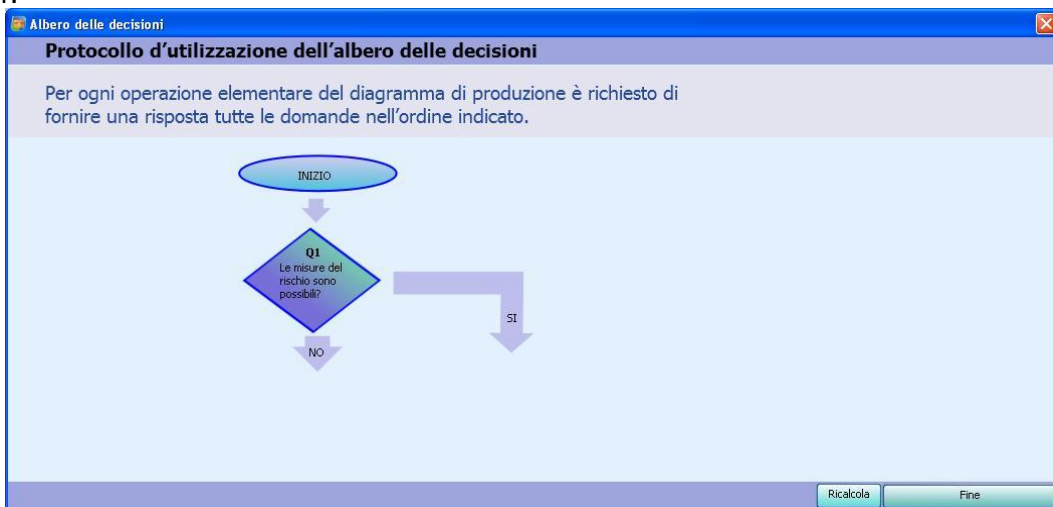 Albero delle decisioni
Protocollo d'utilizzazione dell'albero delle decisioni
Per ogni operazione elementare del diagramma di produzione è richiesto di
fornire una risposta tutte le domande nell'ordine indicato.
INIZIO
Q1
Le misure del
rischio sono
possibili?
SI
NO
Ricalcola
Fine